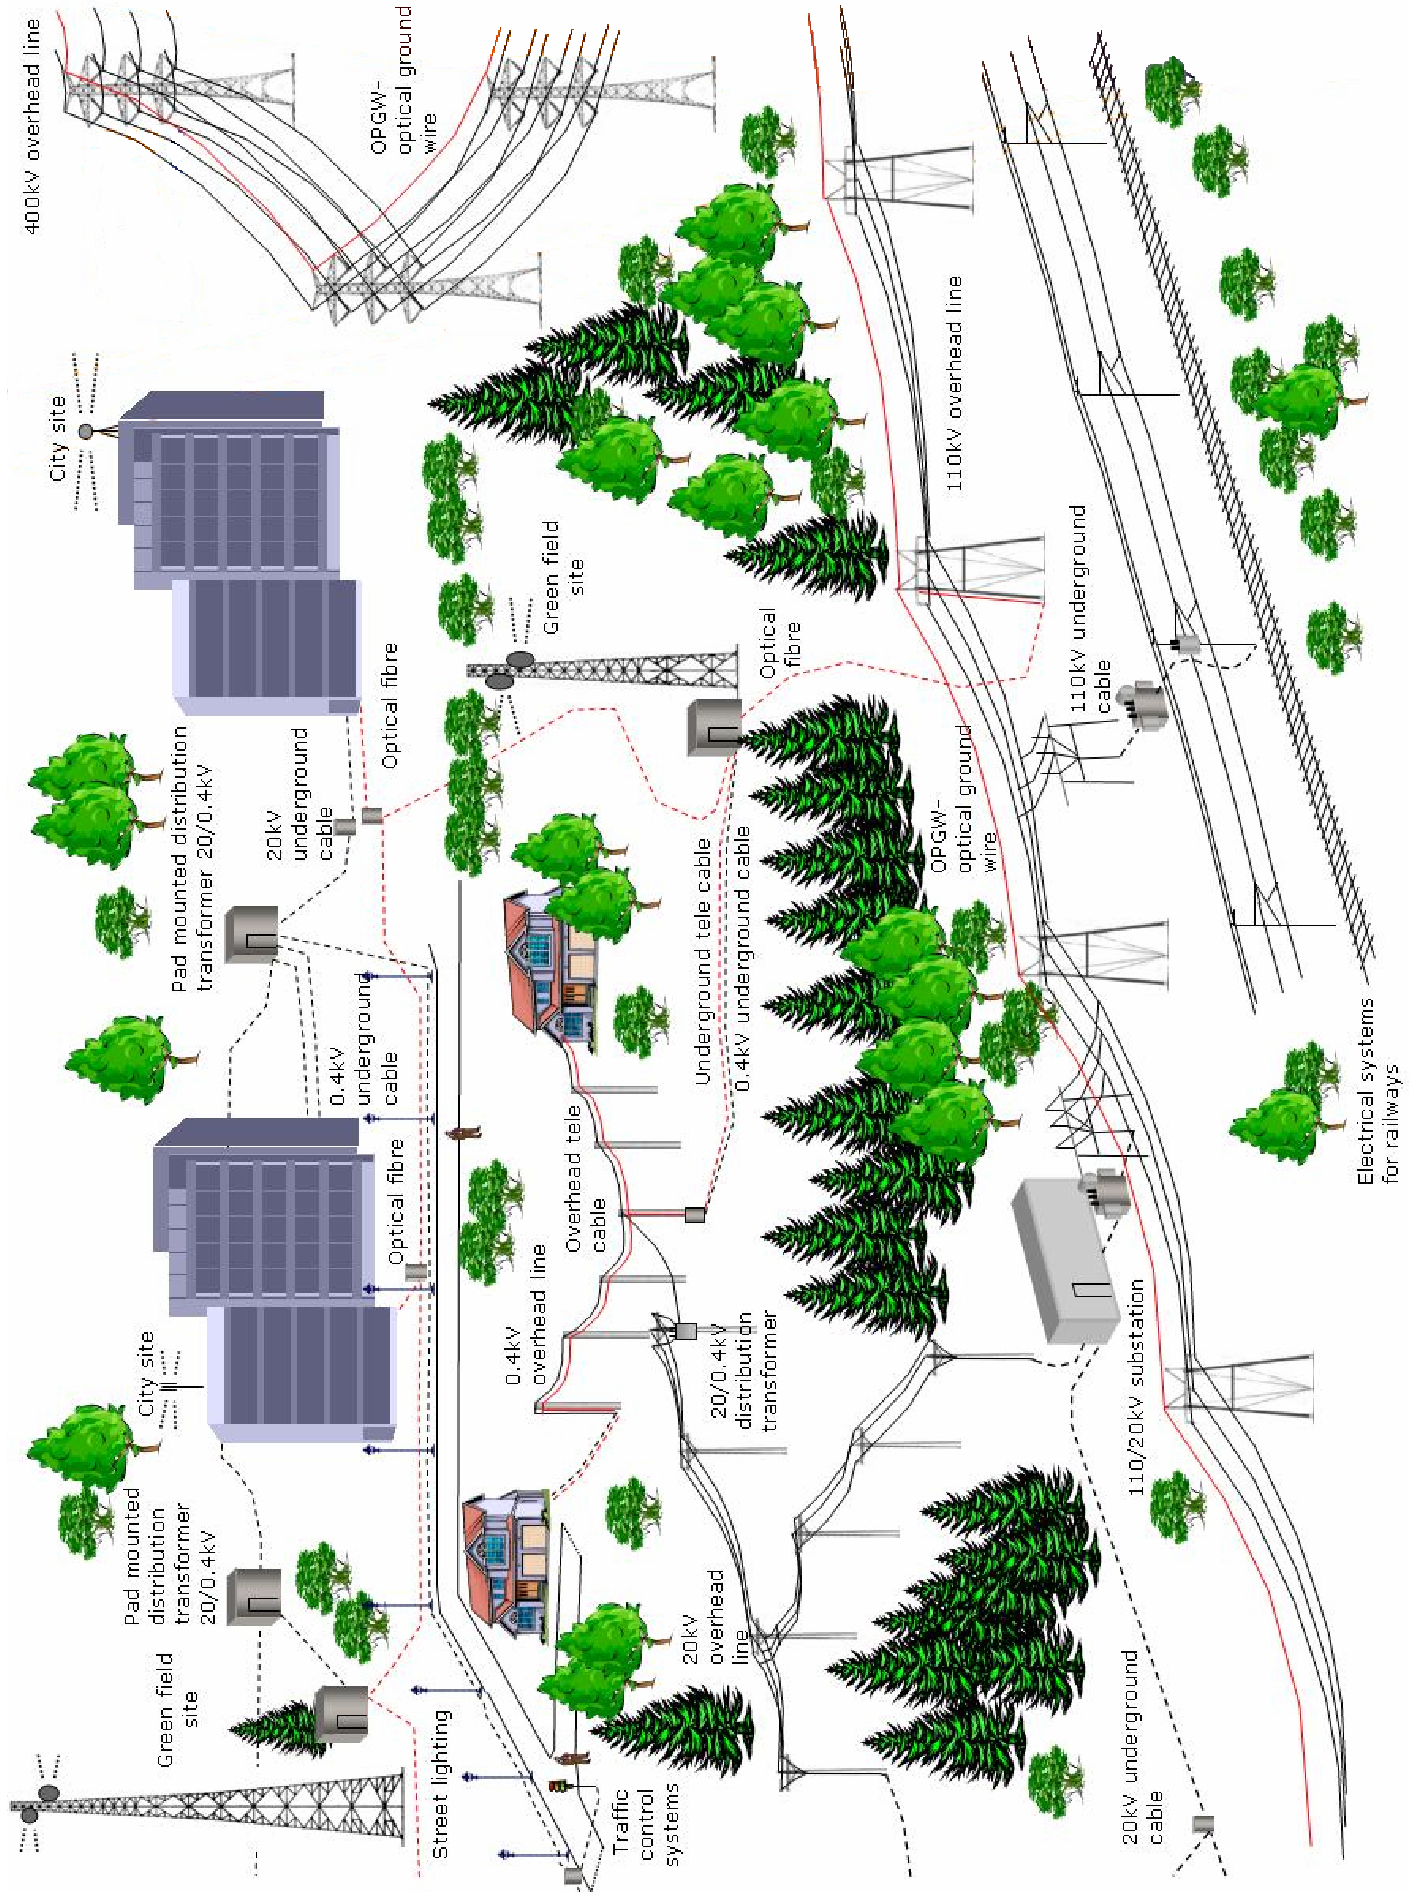 400kV overhead line
OPGW-
optical ground
wire
City site
110kV overhead line
Green field
site
Optical
fibre
110kV underground
cable
Optical fibre
Pad mounted distribution
transformer 20/0.4kV
20kV
underground
cable
OPGW-
optical ground
wire
Underground tele cable
0.4kV underground cable
0.4kV
underground
cable
Electrical systems
for railways
Optical fibre
Overhead tele
cable
City site
0.4kV
overhead line
20/0.4kV
distribution
transformer
110/20kV substation
Pad mounted
distribution
transformer
20/0.4kV
20kV
overhead
line
Green field
site
Street lighting
Traffic
control
systems
20kV underground
cable